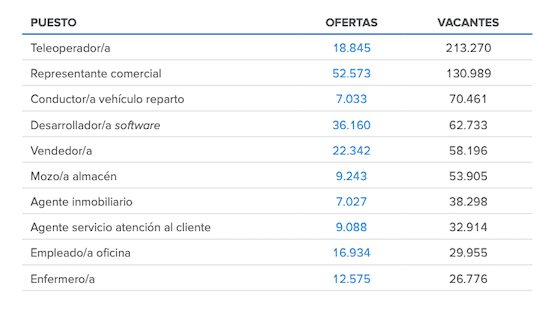 PUESTO OFERTAS VACANTES
Teleoperador/a 18.845 213.270
Representante comercial 52.573 130.989
Conductor/a vehículo reparto 7.033 70.461
Desarrollador/a software 36.160 62.733
Vendedor/a 22.342 58.196
Mozo/a almacén 9.243 53.905
Agente inmobiliario 7.027 38.298
Agente servicio atención al cliente 9.088 32.914
Empleado/a oficina 16.934 29.955
Enfermero/a 12.575 26.776